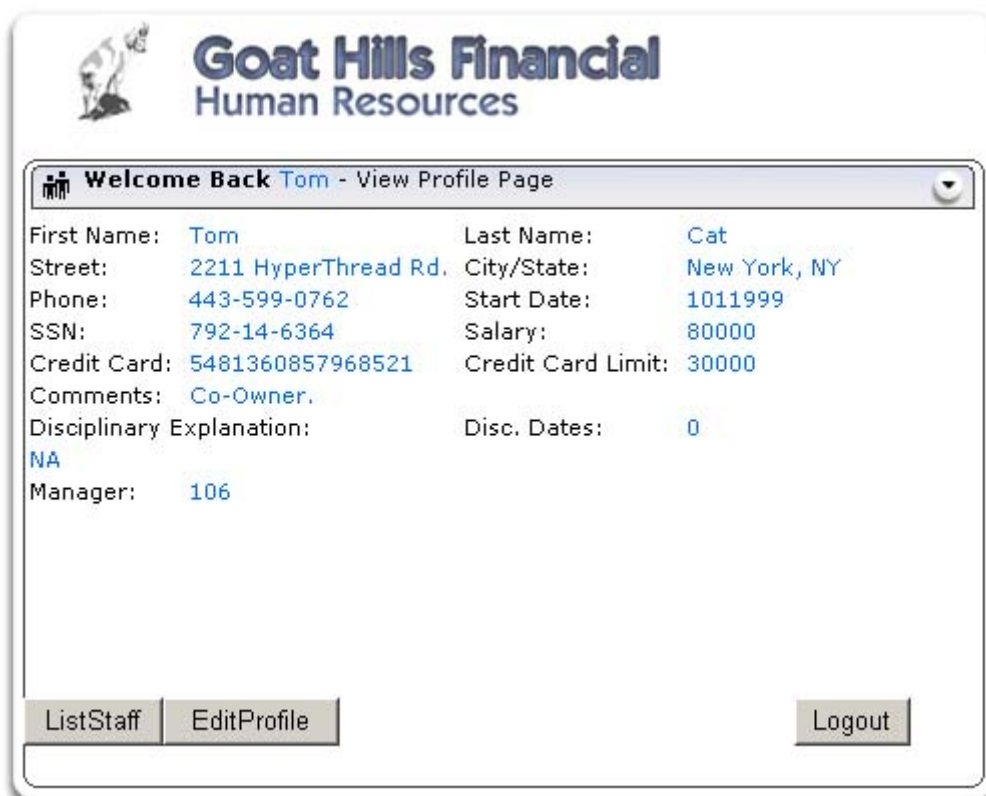 Goat Hills Financial
Human Resources
Welcome Back Tom - View Profile Page
First Name: Tom Last Name: Cat
Street: 2211 HyperThread Rd. City/State: New York, NY
Phone: 443-599-0762 Start Date: 1011999
SSN: 792-14-6364 Salary: 80000
Credit Card: 5481360857968521 Credit Card Limit: 30000
Comments: Co-Owner.
Disciplinary Explanation: Disc. Dates: 0
NA
Manager: 106
ListStaff EditProfile Logout